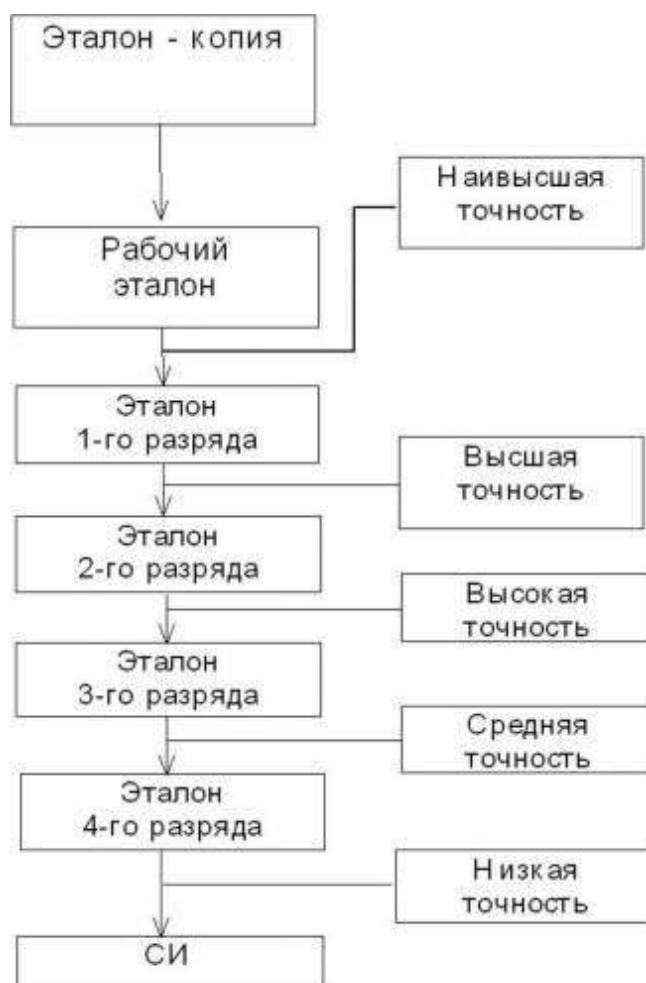 Эталон - копия
Наивысшая
точность
Рабочий
эталон
Эталон
1-го разряда
Высшая
точность
Эталон
2-го разряда
Высокая
точность
Эталон
3-го разряда
Средняя
точность
Эталон
4-го разряда
Низкая
точность
СИ